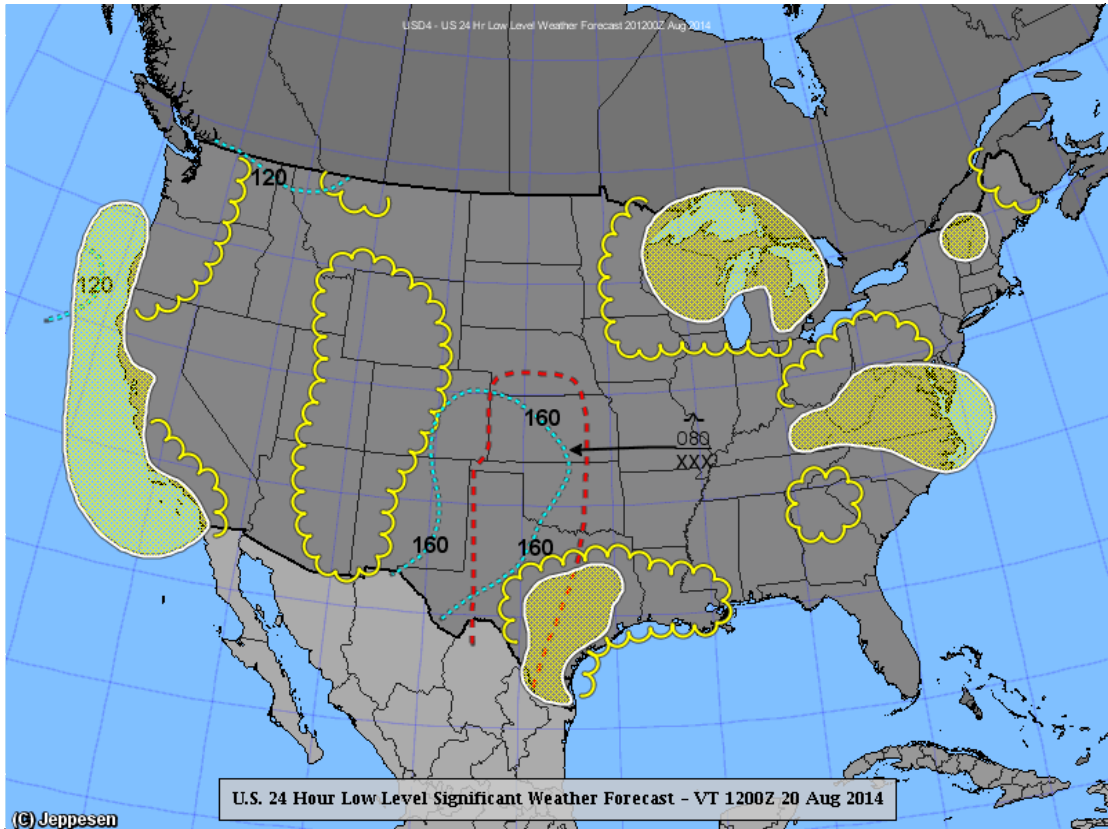 USD4 - US 24 Hr Low Level Weather Forecast 201200Z Aug 2014
120
120
160
080
XXX
160
160
U.S. 24 Hour Low Level Significant Weather Forecast - VT 1200Z 20 Aug 2014
(C) Jeppesen